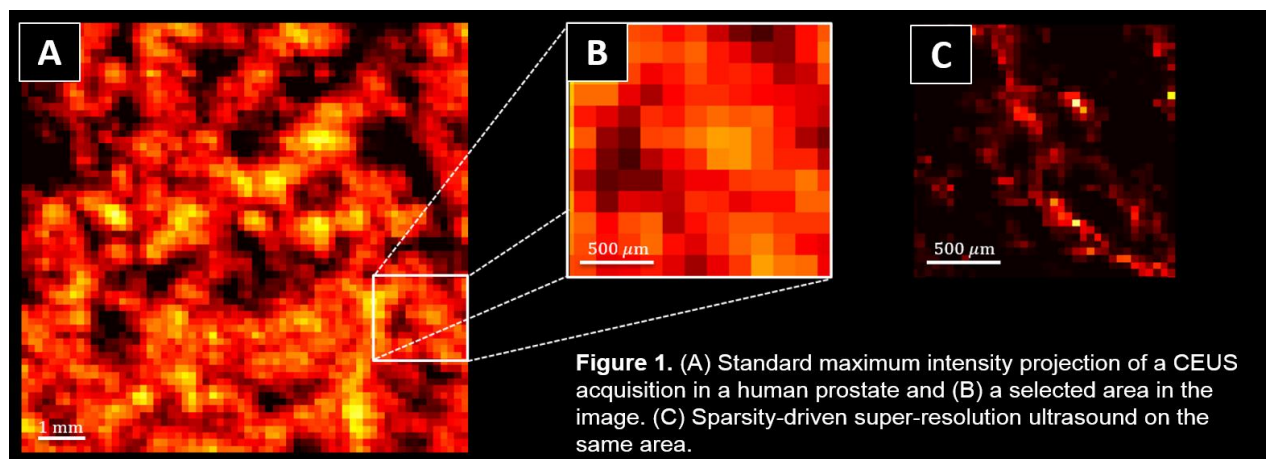 A
B
C
1 mm
500 μm
500 μm
Figure 1. (A) Standard maximum intensity projection of a CEUS
acquisition in a human prostate and (B) a selected area in the
image. (C) Sparsity-driven super-resolution ultrasound on the
same area.